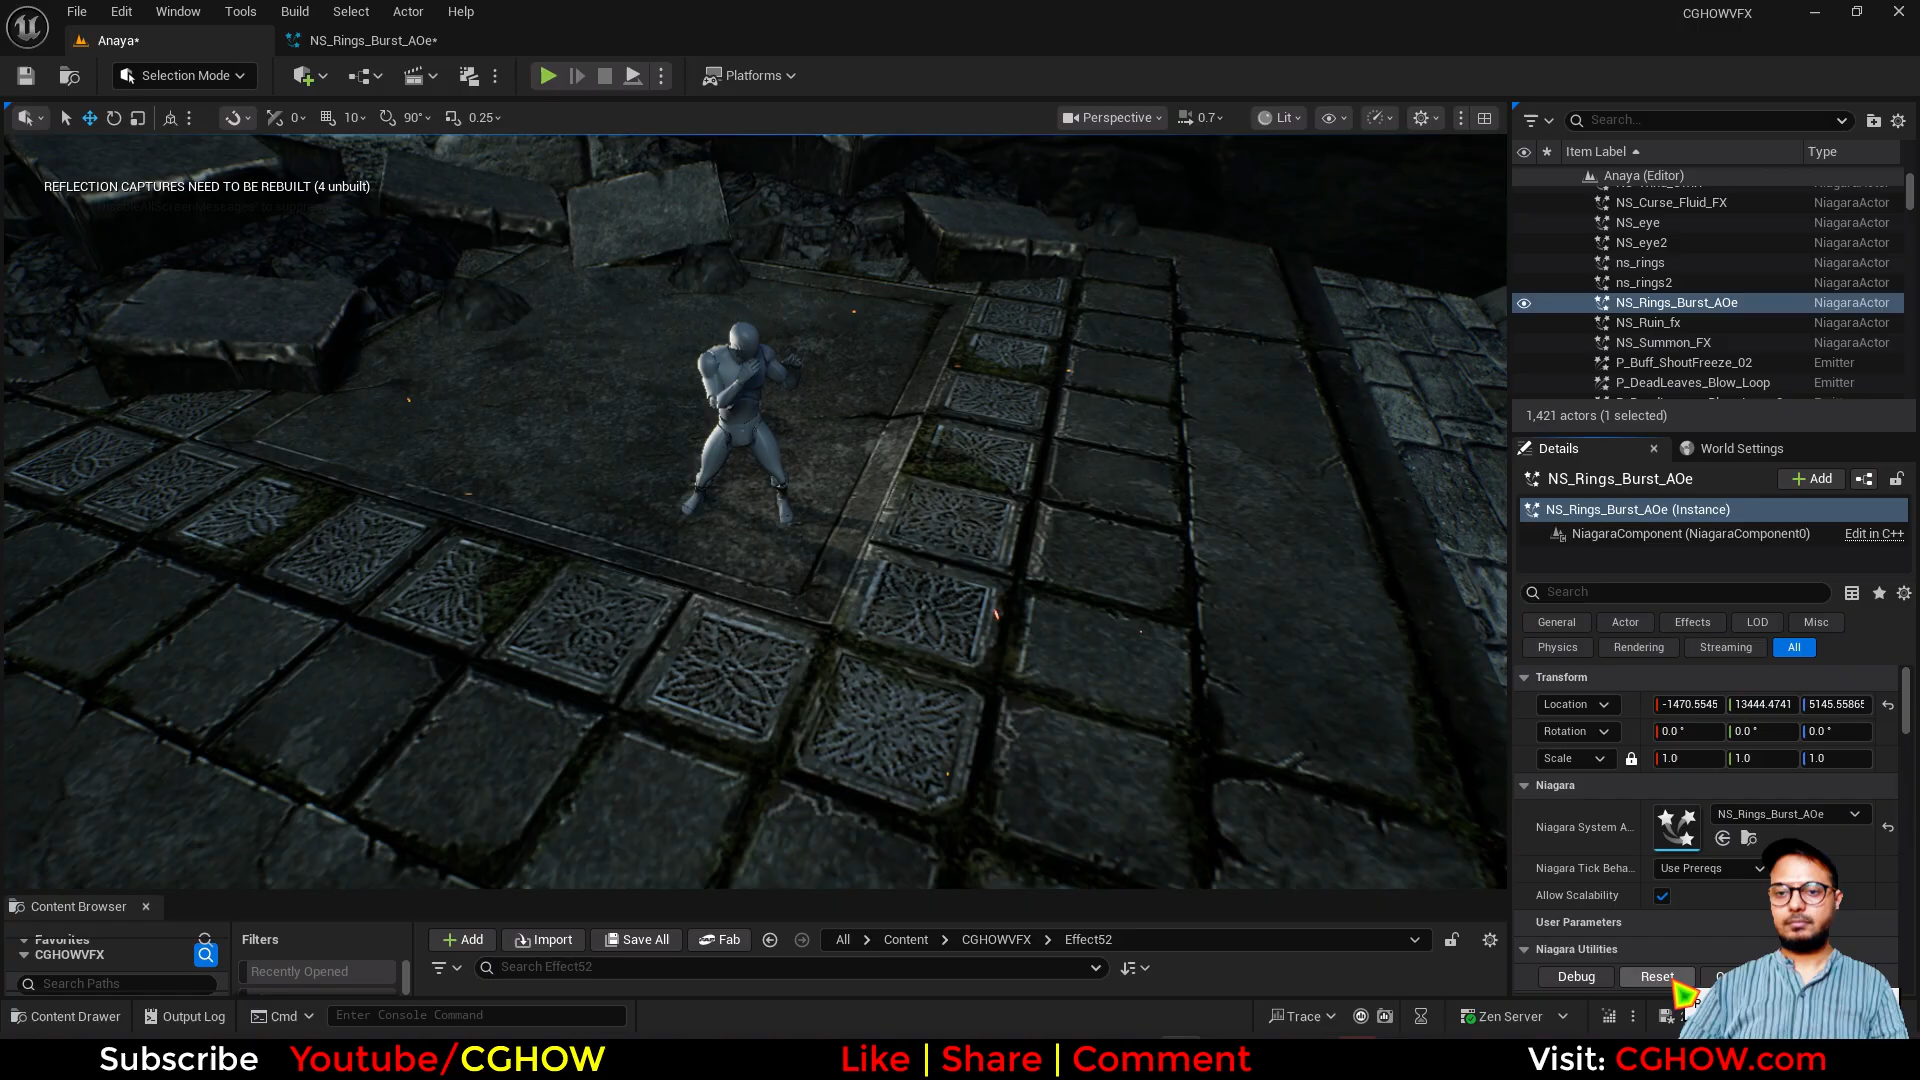 File Edit Window Tools Build Select Actor Help
CGHOWVFX
Anaya*
NS_Rings_Burst_AOe*
Selection Mode
Platforms
0
10
90°
0.25
Perspective
0.7
Lit
Search...
REFLECTION CAPTURES NEED TO BE REBUILT (4 unbuilt)
Item Label
Type
Anaya (Editor)
NS_Curse_Fluid_FX NiagaraActor
NS_eye NiagaraActor
NS_eye2 NiagaraActor
ns_rings NiagaraActor
ns_rings2 NiagaraActor
NS_Rings_Burst_AOe NiagaraActor
NS_Ruin_fx NiagaraActor
NS_Summon_FX NiagaraActor
P_Buff_ShoutFreeze_02 Emitter
P_DeadLeaves_Blow_Loop Emitter
1,421 actors (1 selected)
Details
World Settings
NS_Rings_Burst_AOe
Add
NS_Rings_Burst_AOe (Instance)
NiagaraComponent (NiagaraComponent0) Edit in C++
Search
General Actor Effects LOD Misc
Physics Rendering Streaming All
Transform
Location -1470.5545 13444.4741 5145.55865
Rotation 0.0 ° 0.0 ° 0.0 °
Scale 1.0 1.0 1.0
Niagara
Niagara System A...
NS_Rings_Burst_AOe
Niagara Tick Beha... Use Prereqs
Allow Scalability
User Parameters
Niagara Utilities
Debug Reset
Content Browser
Favorites
CGHOWVFX
Search Paths
Filters
Recently Opened
Add Import Save All Fab
All Content CGHOWVFX Effect52
Search Effect52
Content Drawer Output Log Cmd Enter Console Command
Trace Zen Server
Subscribe Youtube/CGHOW Like | Share | Comment Visit: CGHOW.com